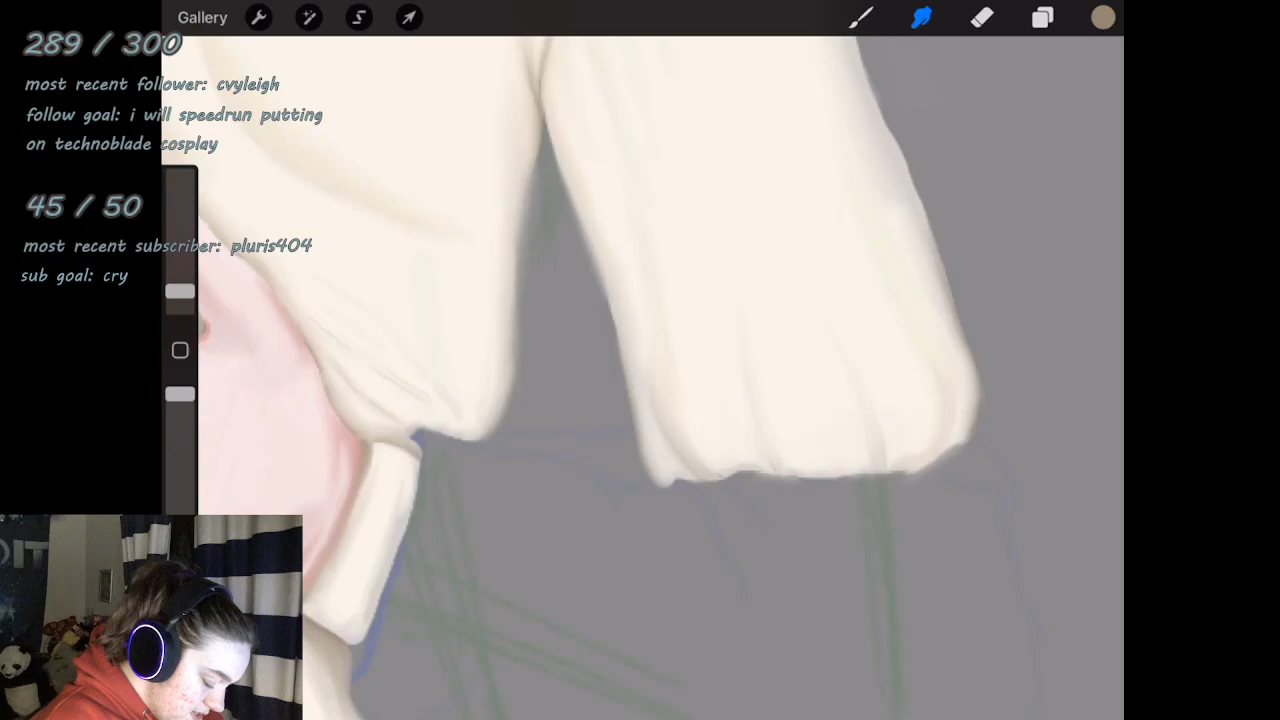 Gallery
289 / 300
most recent follower: cvyleigh
follow goal: i will speedrun putting
on technoblade cosplay
45 / 50
most recent subscriber: pluris404
sub goal: cry